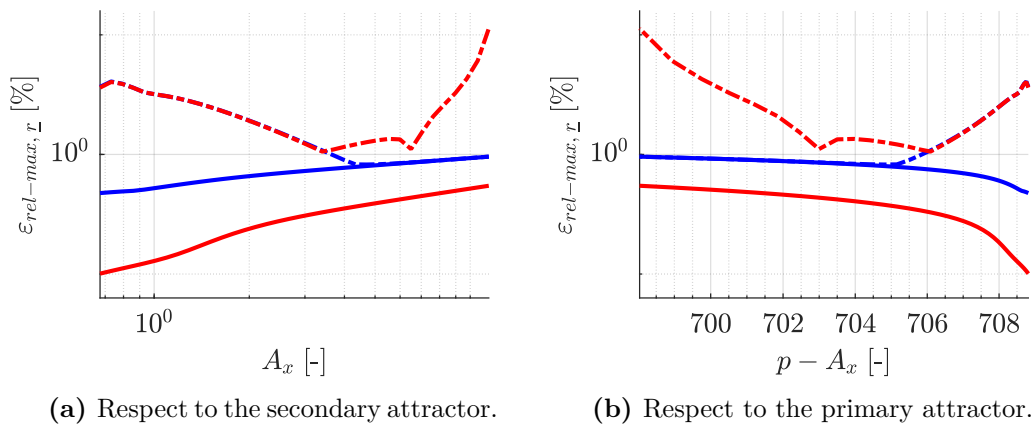 ε_{rel−max, r} [%]
10^0
10^0
A_x [-]
(a) Respect to the secondary attractor.
ε_{rel−max, r} [%]
10^0
700 702 704 706 708
p − A_x [-]
(b) Respect to the primary attractor.